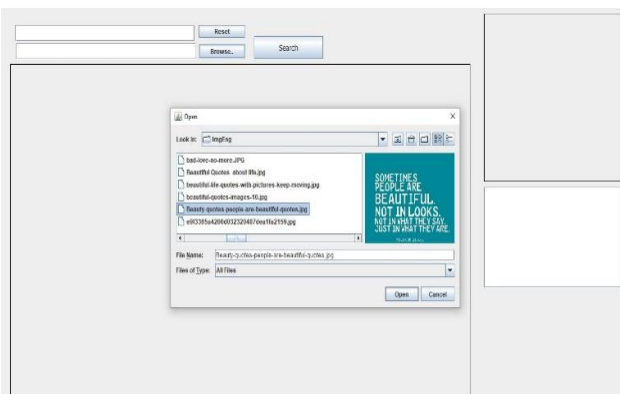 Reset
Browse.. Search
Open
Look In: ImgEng
bad-love-no-more.JPG
Beautiful Quotes about life.jpg
beautiful-life-quotes-with-pictures-keep-moving.jpg
beautiful-quotes-images-10.jpg
Beauty-quotes-people-are-beautiful-quotes.jpg
SOMETIMES
PEOPLE ARE
BEAUTIFUL.
NOT IN LOOKS.
NOT IN WHAT THEY SAY.
JUST IN WHAT THEY ARE.
File Name: Beauty-quotes-people-are-beautiful-quotes.jpg
Files of Type: All Files
Open Cancel